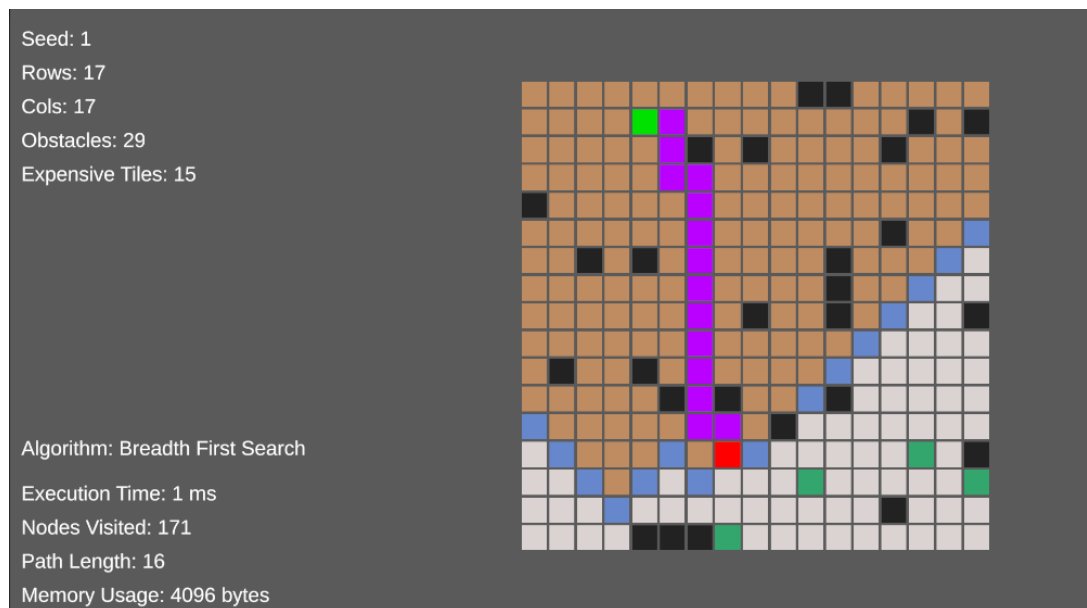 Seed: 1
Rows: 17
Cols: 17
Obstacles: 29
Expensive Tiles: 15
Algorithm: Breadth First Search
Execution Time: 1 ms
Nodes Visited: 171
Path Length: 16
Memory Usage: 4096 bytes